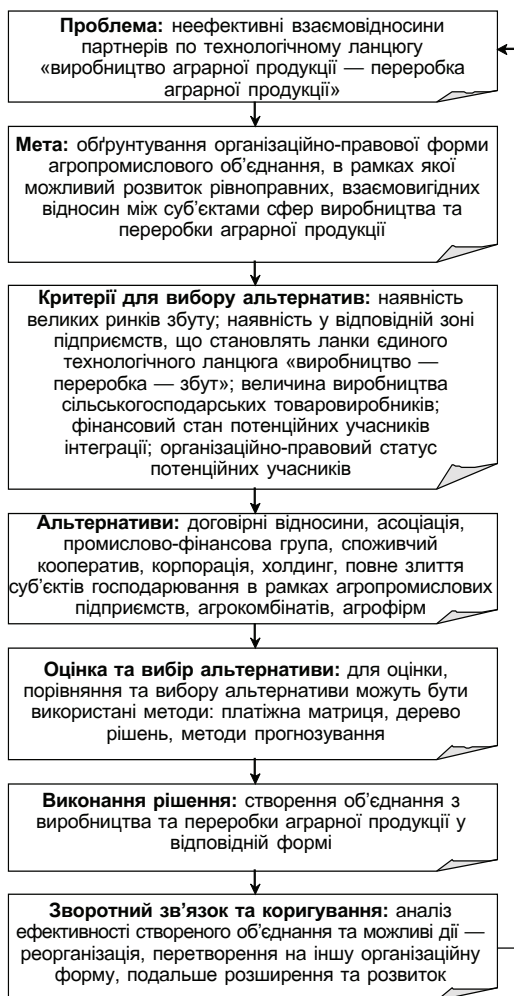 Проблема: неефективні взаємовідносини
партнерів по технологічному ланцюгу
«виробництво аграрної продукції — переробка
аграрної продукції»
Мета: обґрунтування організаційно-правової форми
агропромислового об’єднання, в рамках якої
можливий розвиток рівноправних, взаємовигідних
відносин між суб’єктами сфер виробництва та
переробки аграрної продукції
Критерії для вибору альтернатив: наявність
великих ринків збуту; наявність у відповідній зоні
підприємств, що становлять ланки єдиного
технологічного ланцюга «виробництво —
переробка — збут»; величина виробництва
сільськогосподарських товаровиробників;
фінансовий стан потенційних учасників
інтеграції; організаційно-правовий статус
потенційних учасників
Альтернативи: договірні відносини, асоціація,
промислово-фінансова група, споживчий
кооператив, корпорація, холдинг, повне злиття
суб’єктів господарювання в рамках агропромислових
підприємств, агрокомбінатів, агрофірм
Оцінка та вибір альтернативи: для оцінки,
порівняння та вибору альтернативи можуть бути
використані методи: платіжна матриця, дерево
рішень, методи прогнозування
Виконання рішення: створення об’єднання з
виробництва та переробки аграрної продукції у
відповідній формі
Зворотний зв’язок та коригування: аналіз
ефективності створеного об’єднання та можливі дії —
реорганізація, перетворення на іншу організаційну
форму, подальше розширення та розвиток